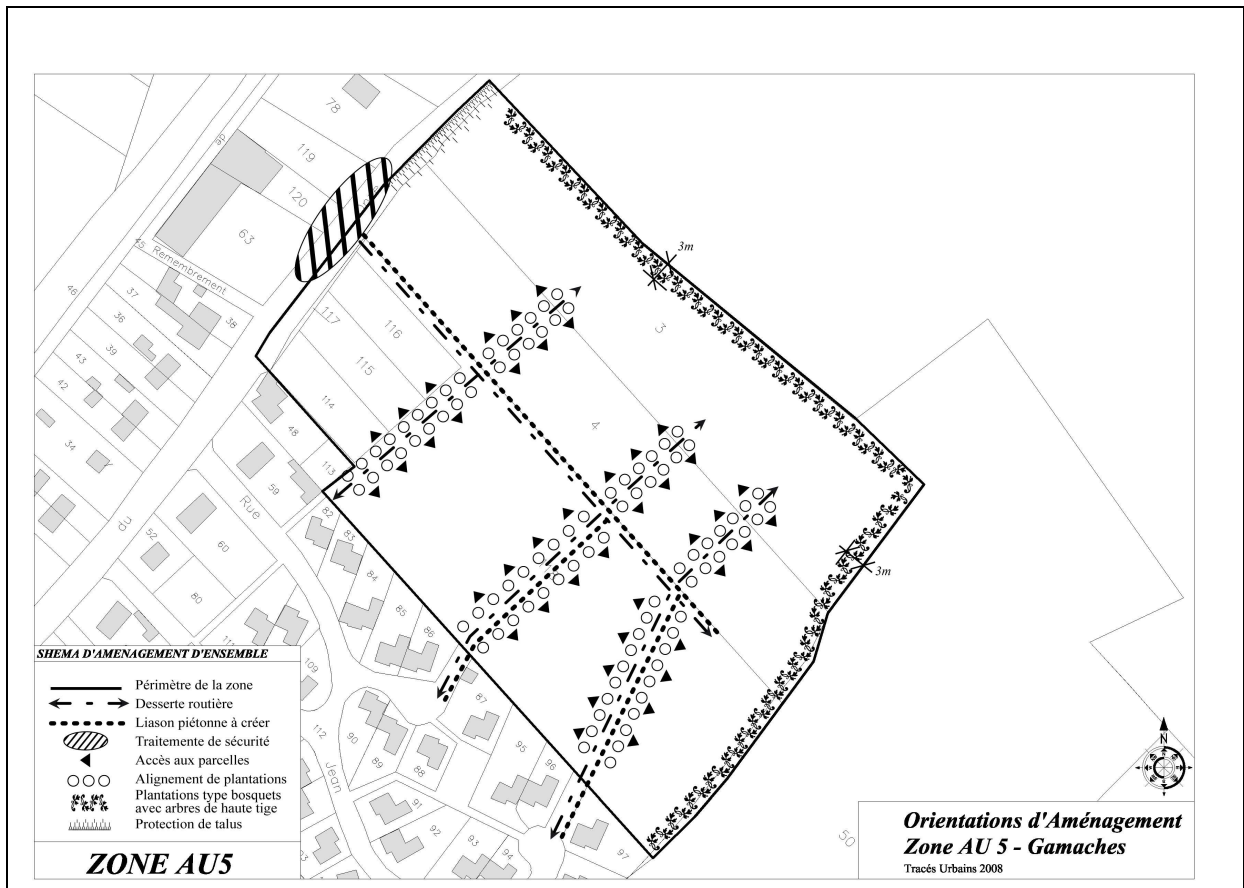 78
119
de
120
63
45 Remembrement
46
37
38
36
39
43
42
34
117
116
115
114
48
113
59
Rue
60
52
80
du
82
83
84
85
86
87
109
112
90
89
88
91
92
93
94
95
96
97
Jean
3
4
50
3m
3m
SHEMA D'AMENAGEMENT D'ENSEMBLE
Périmètre de la zone
Desserte routière
Liason piétonne à créer
Traitemente de sécurité
Accès aux parcelles
Alignement de plantations
Plantations type bosquets
avec arbres de haute tige
Protection de talus
ZONE AU5
N
Orientations d'Aménagement
Zone AU 5 - Gamaches
Tracés Urbains 2008